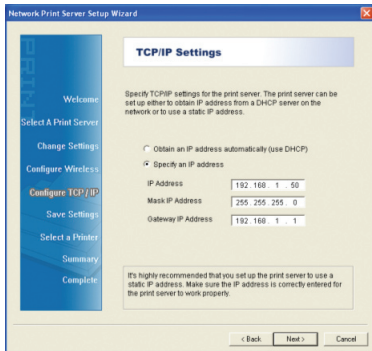 Network Print Server Setup Wizard
PRINT
Welcome
Select A Print Server
Change Settings
Configure Wireless
Configure TCP / IP
Save Settings
Select a Printer
Summary
Complete
TCP/IP Settings
Specify TCP/IP settings for the print server. The print server can be
set up either to obtain IP address from a DHCP server on the
network or to use a static IP address.
Obtain an IP address automatically (use DHCP)
Specify an IP address
IP Address 192.168. 1 . 50
Mask IP Address 255.255.255. 0
Gateway IP Address 192.168. 1 . 1
It's highly recommended that you set up the print server to use a
static IP address. Make sure the IP address is correctly entered for
the print server to work properly.
< Back Next > Cancel